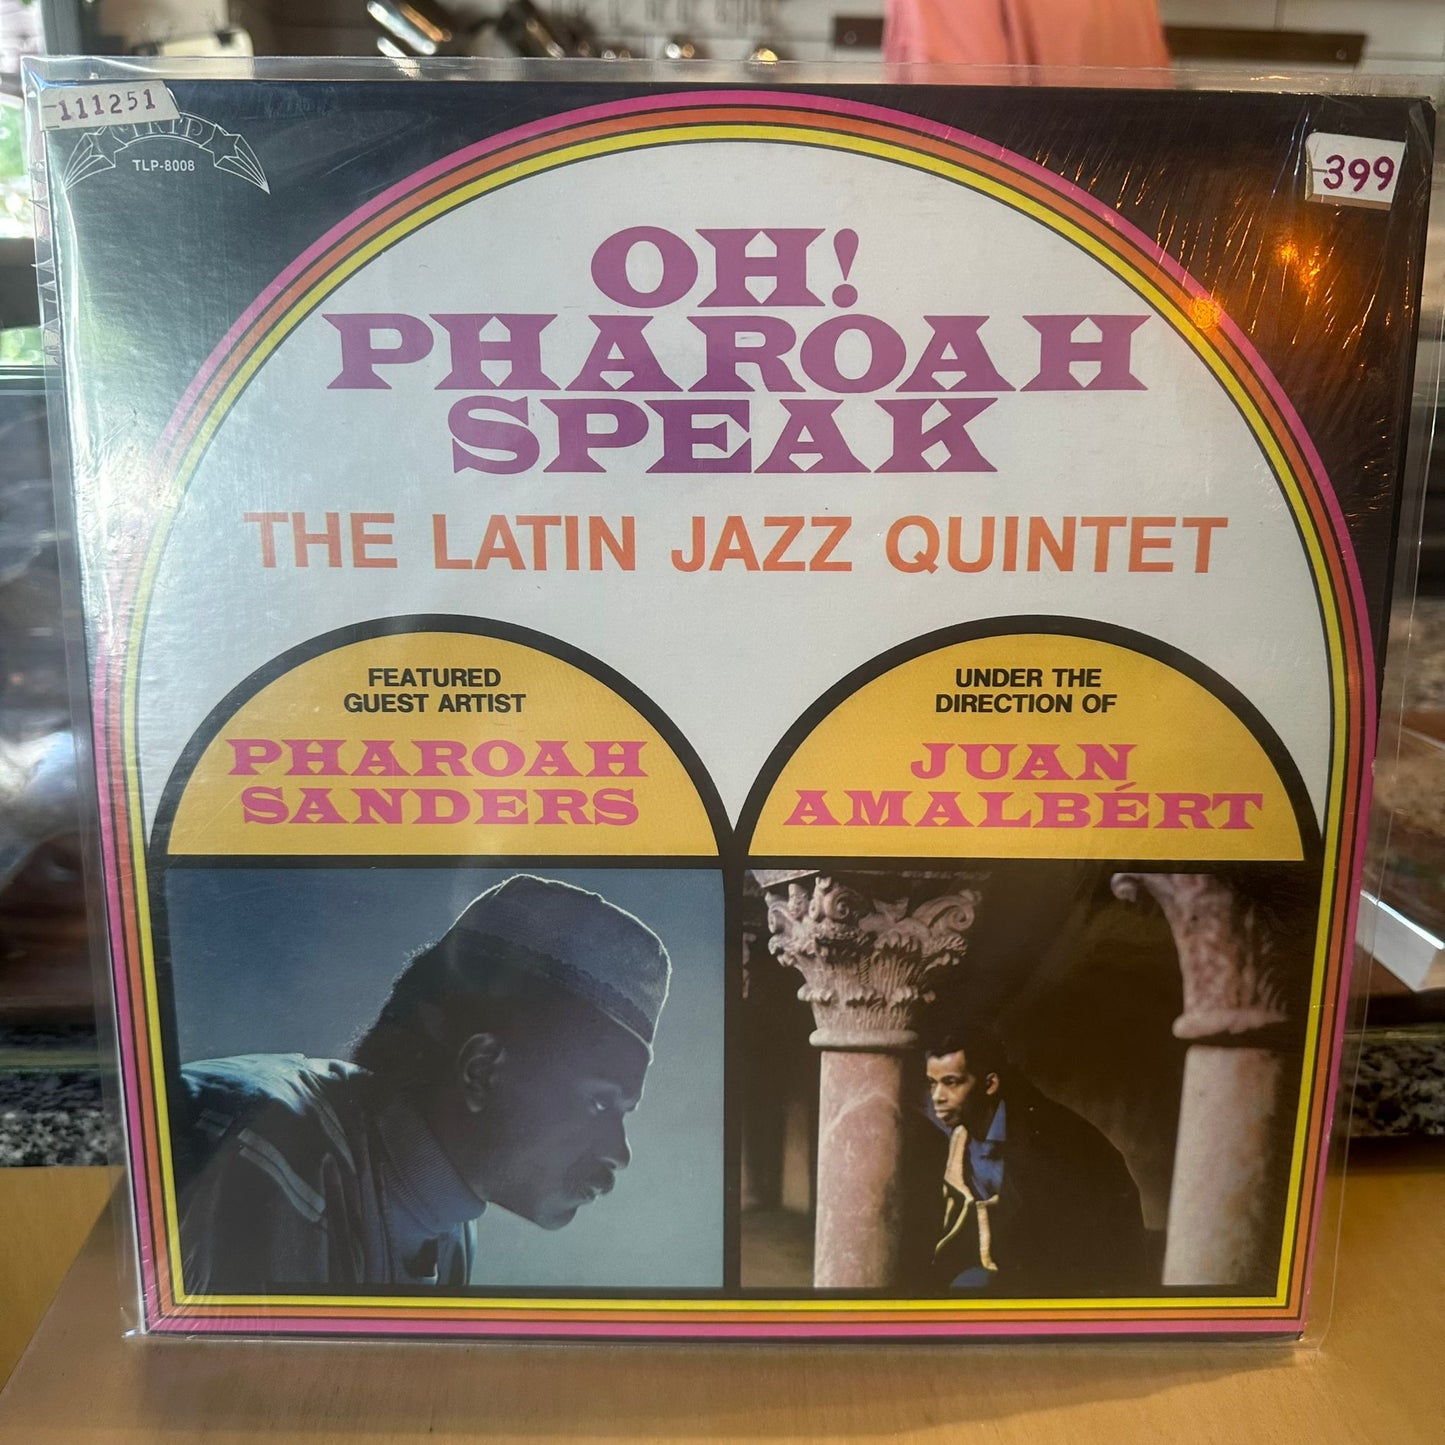 111251
TLP-8008
399
OH!
PHAROAH
SPEAK
THE LATIN JAZZ QUINTET
FEATURED
GUEST ARTIST
PHAROAH
SANDERS
UNDER THE
DIRECTION OF
JUAN
AMALBÉRT